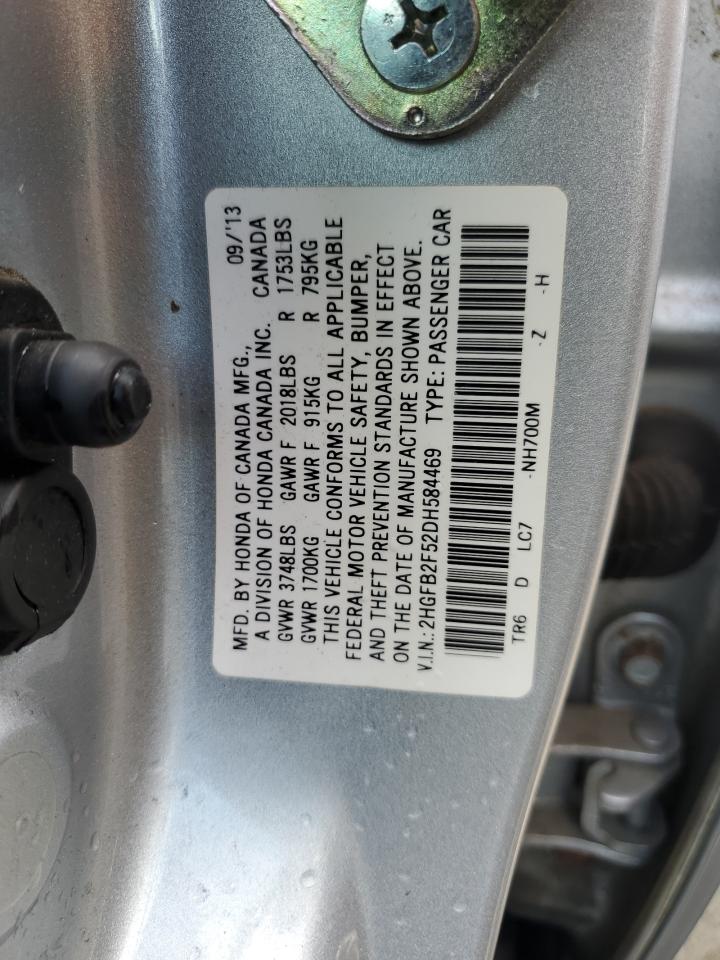 MFD. BY HONDA OF CANADA MFG., 09/'13
A DIVISION OF HONDA CANADA INC. CANADA
GVWR 3748LBS GAWR F 2018LBS R 1753LBS
GVWR 1700KG GAWR F 915KG R 795KG
THIS VEHICLE CONFORMS TO ALL APPLICABLE
FEDERAL MOTOR VEHICLE SAFETY, BUMPER,
AND THEFT PREVENTION STANDARDS IN EFFECT
ON THE DATE OF MANUFACTURE SHOWN ABOVE.
V.I.N.: 2HGFB2F52DH584469 TYPE: PASSENGER CAR
TR6 D LC7 -NH700M -Z -H